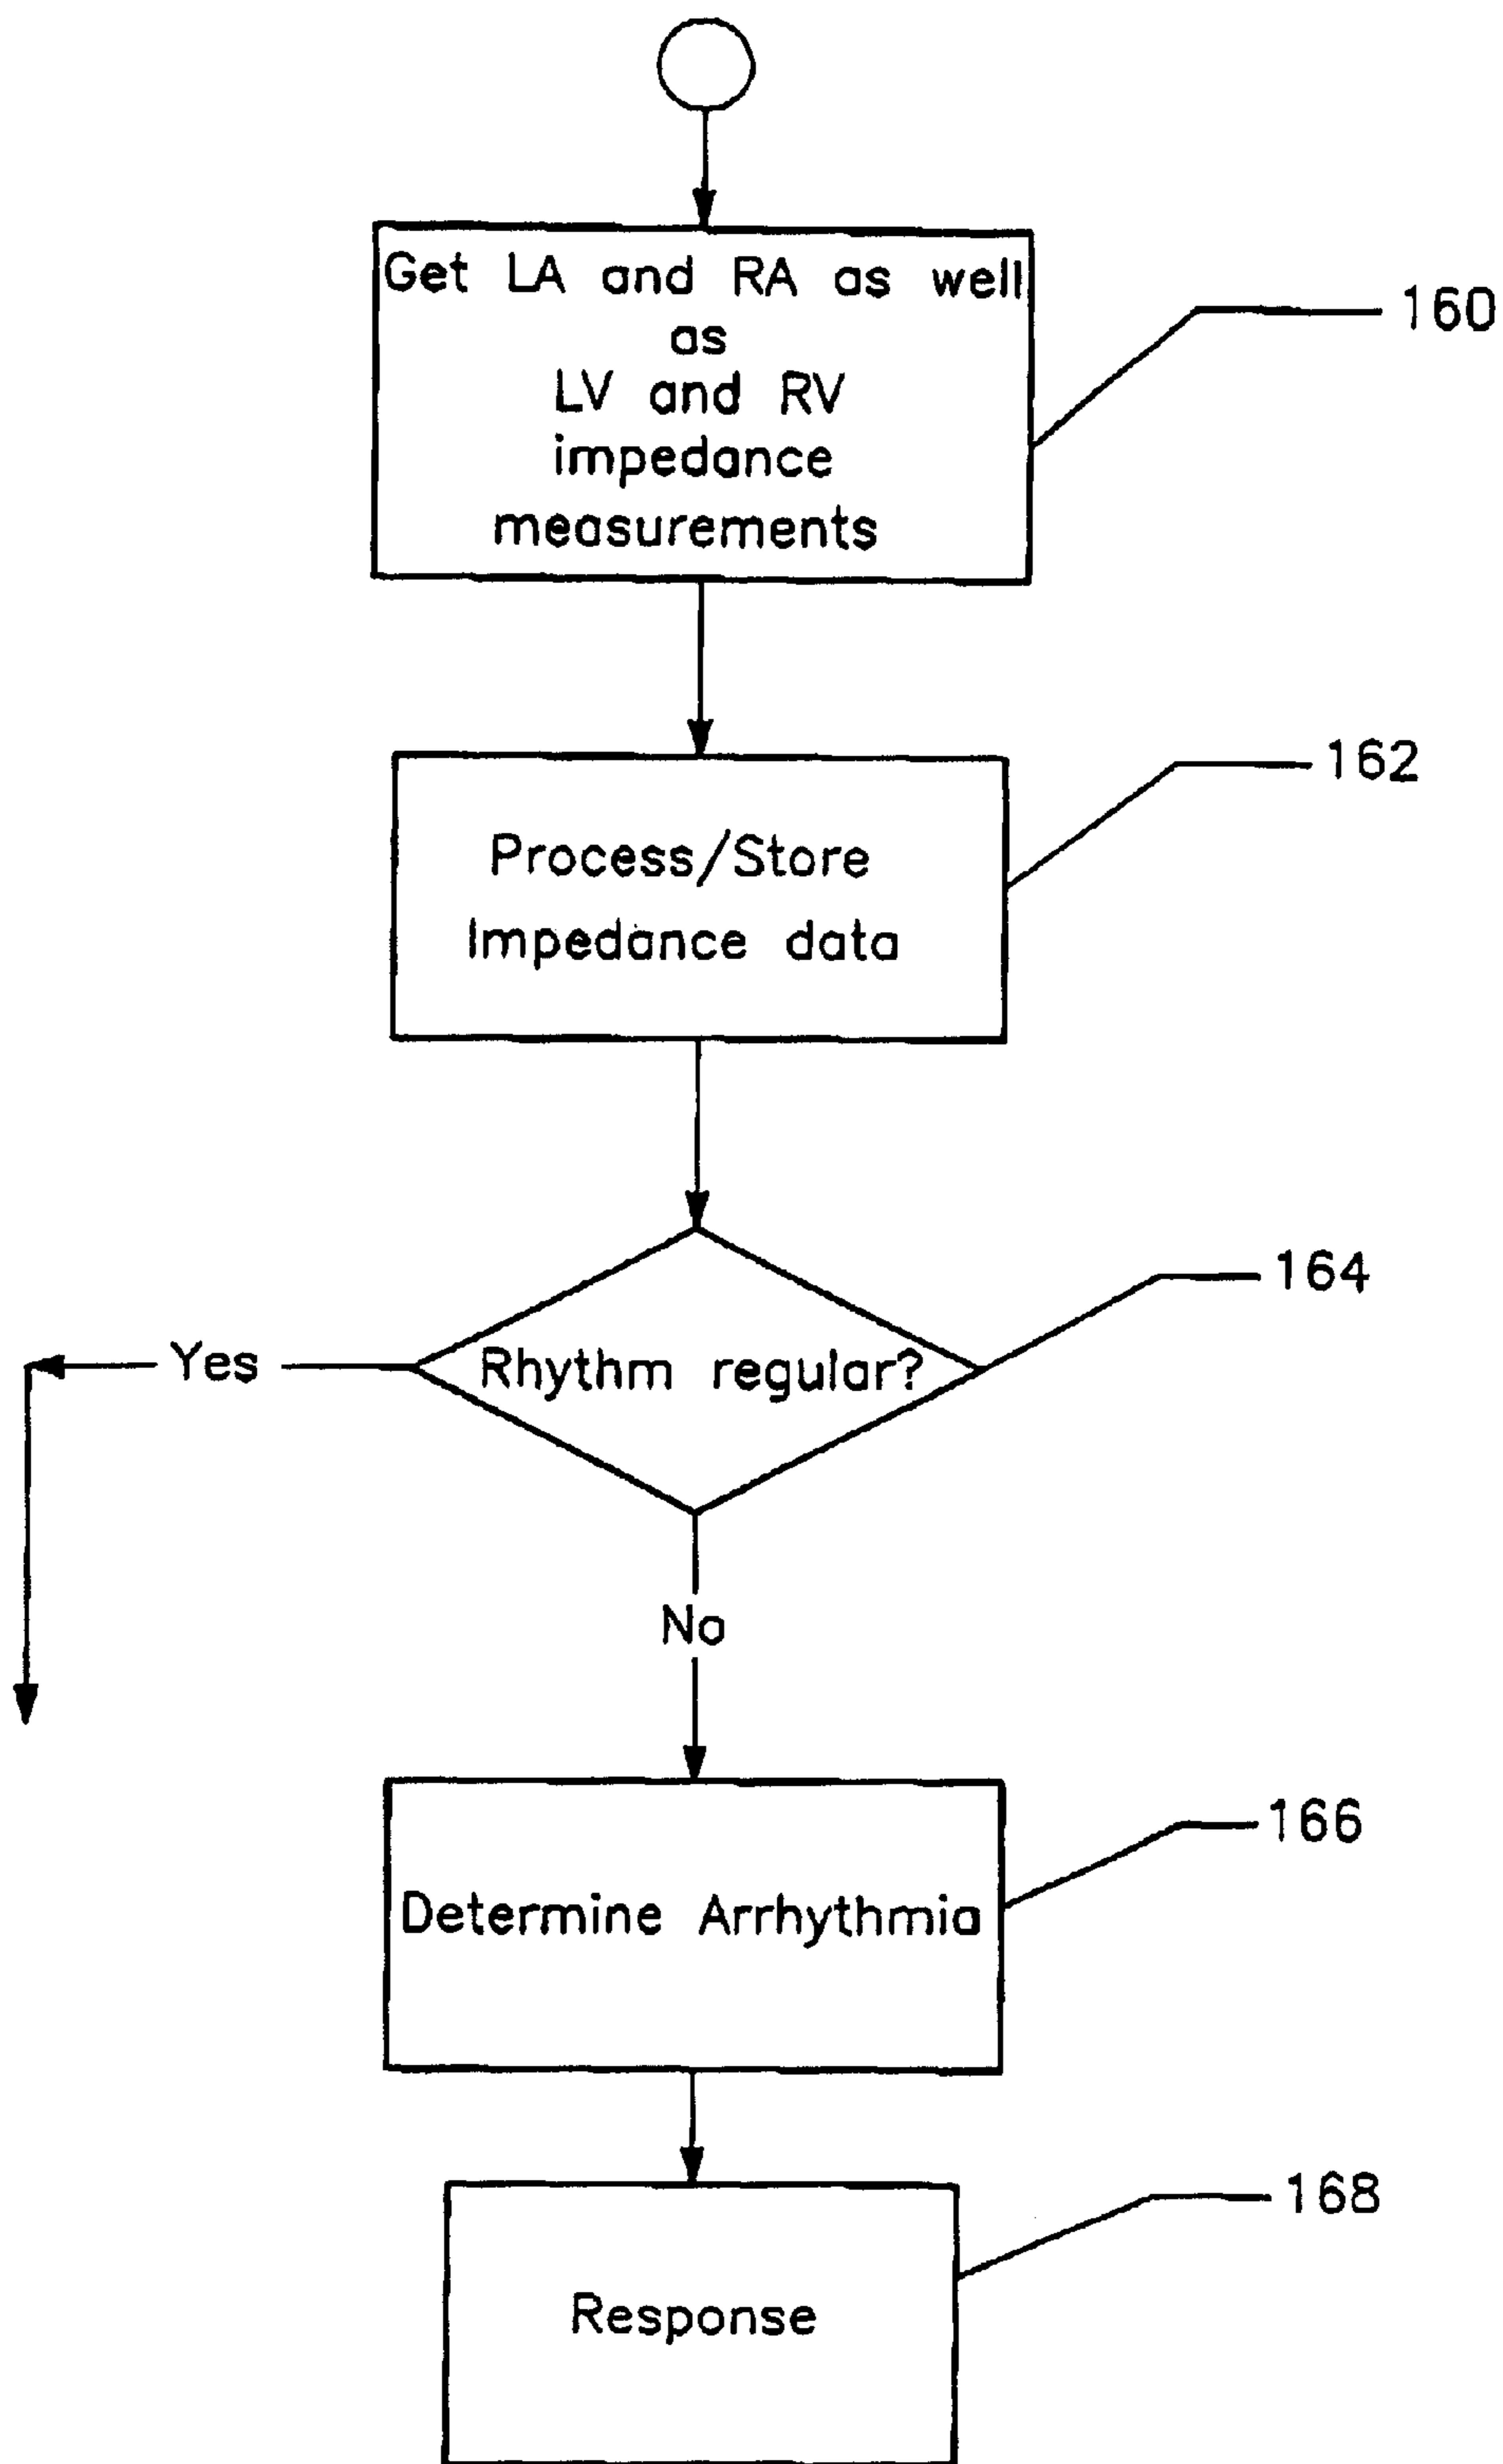 Get LA and RA as well
as
LV and RV
impedance
measurements
160
Process/Store
Impedance data
162
Rhythm regular?
164
Yes
No
Determine Arrhythmia
166
Response
168